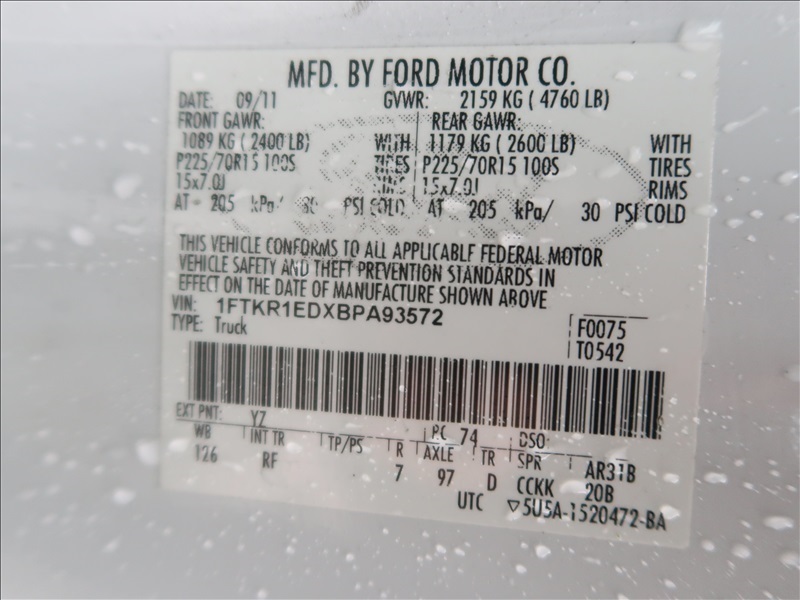 MFD. BY FORD MOTOR CO.
DATE: 09/11 GVWR: 2159 KG ( 4760 LB)
FRONT GAWR: REAR GAWR:
1089 KG ( 2400 LB) WITH 1179 KG ( 2600 LB) WITH
P225/70R15 100S TIRES P225/70R15 100S TIRES
15x7.0J RIMS 15x7.0J RIMS
AT 205 kPa/ 30 PSI COLD AT 205 kPa/ 30 PSI COLD
THIS VEHICLE CONFORMS TO ALL APPLICABLE FEDERAL MOTOR
VEHICLE SAFETY AND THEFT PREVENTION STANDARDS IN
EFFECT ON THE DATE OF MANUFACTURE SHOWN ABOVE
VIN: 1FTKR1EDXBPA93572
TYPE: Truck F0075
T0542
EXT PNT: YZ RC 74 DSO
WB INT TR TP/PS R AXLE TR SPR AR31B
126 RF 7 97 D CCKK 20B
UTC ▽5U5A-1520472-BA